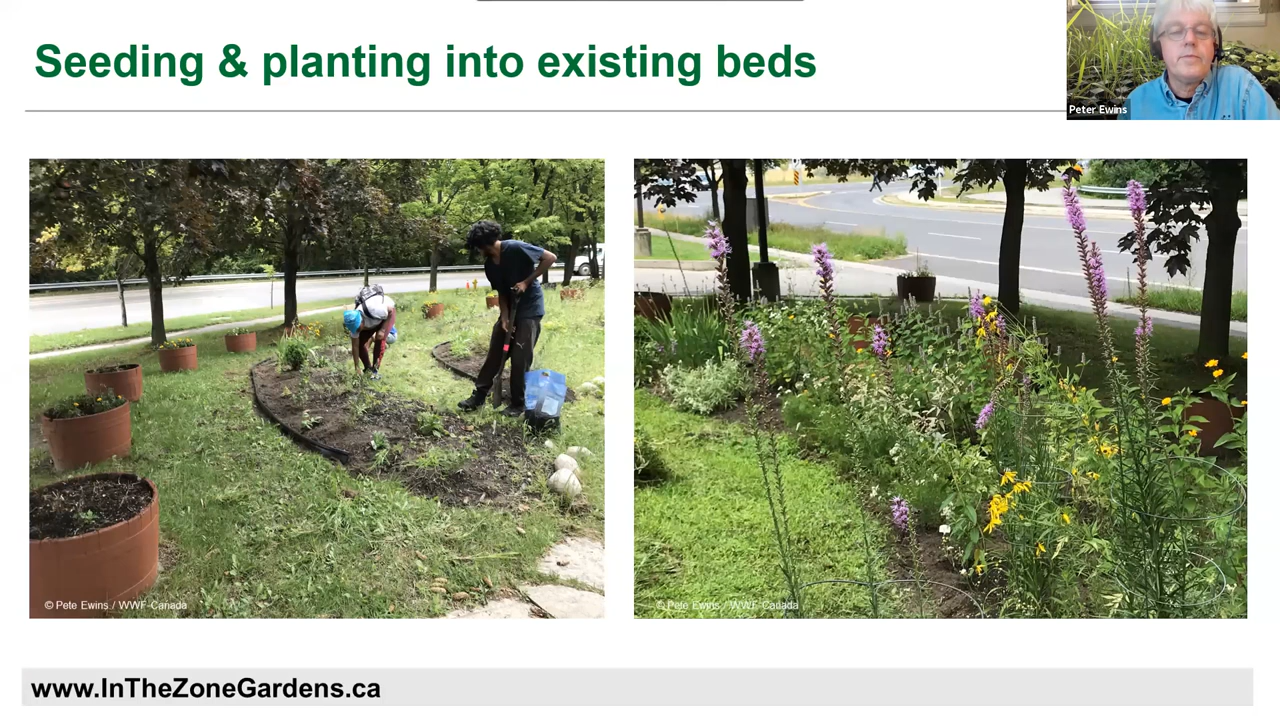 Seeding & planting into existing beds
Peter Ewins
© Pete Ewins / WWF-Canada
© Pete Ewins / WWF-Canada
www.InTheZoneGardens.ca